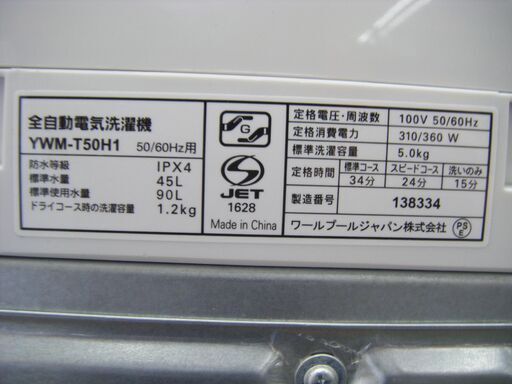 全自動電気洗濯機
YWM-T50H1 50/60Hz用
防水等級 IPX4
標準水量 45L
標準使用水量 90L
ドライコース時の洗濯容量 1.2kg
G
S
JET
1628
Made in China
定格電圧・周波数 100V 50/60Hz
定格消費電力 310/360 W
標準洗濯容量 5.0kg
定格時間 標準コース スピードコース 洗いのみ
34分 24分 15分
製造番号 138334
ワールプールジャパン株式会社 PSE